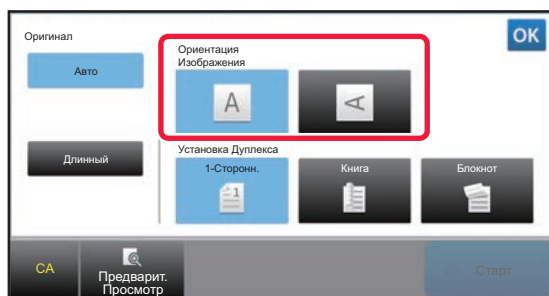 Оригинал
OK
Ориентация
Изображения
Авто
A
A
Установка Дуплекса
Длинный
1-Сторонн.
Книга
Блокнот
1
CA
Предварит.
Просмотр
Старт